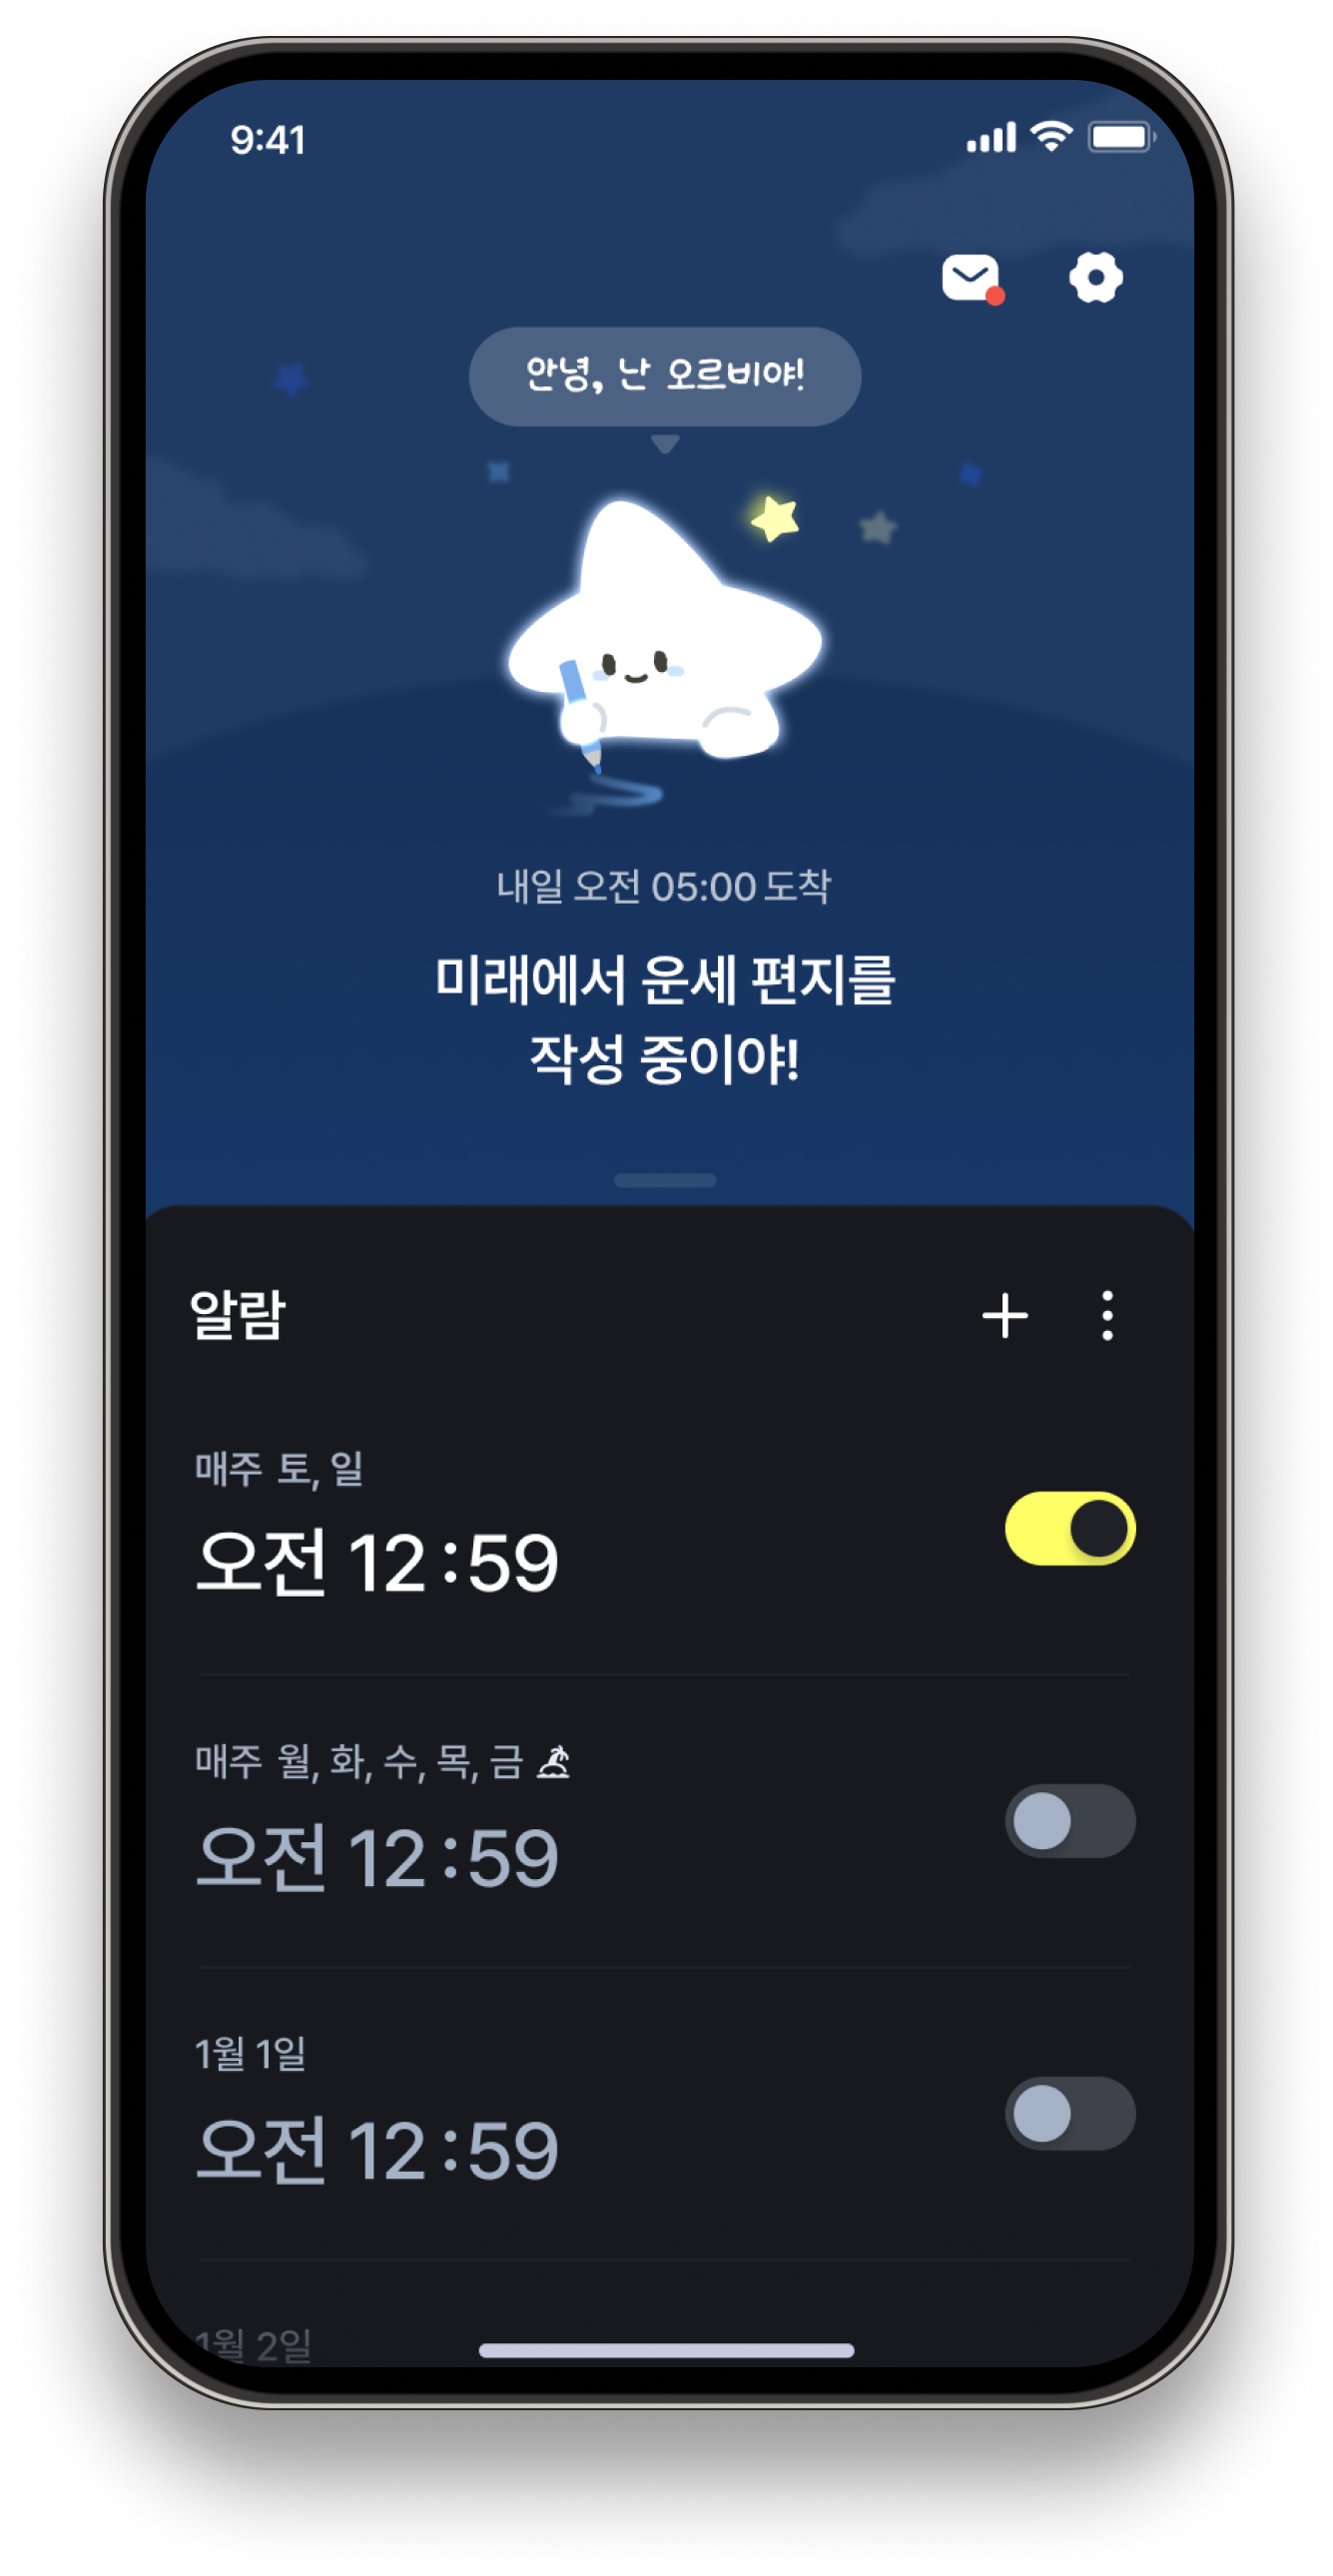 9:41
안녕, 난 오르비야!
내일 오전 05:00 도착
미래에서 운세 편지를
작성 중이야!
알람
매주 토, 일
오전 12:59
매주 월, 화, 수, 목, 금
오전 12:59
1월 1일
오전 12:59
1월 2일